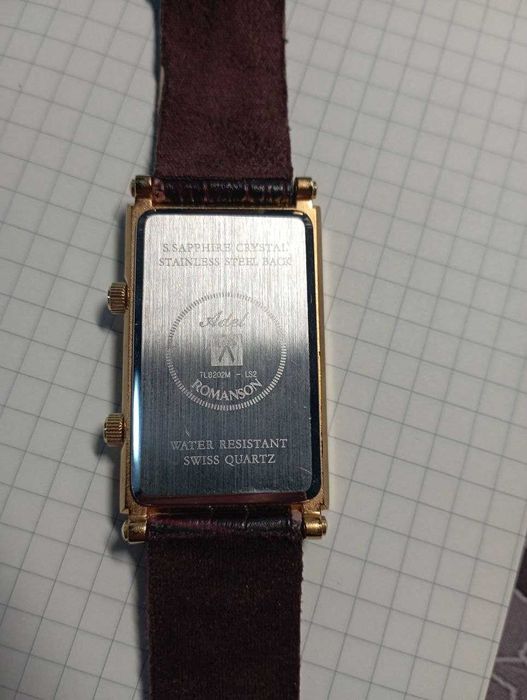 S.SAPPHIRE CRYSTAL
STAINLESS STEEL BACK
Adel
TL8202M - LS2
ROMANSON
WATER RESISTANT
SWISS QUARTZ